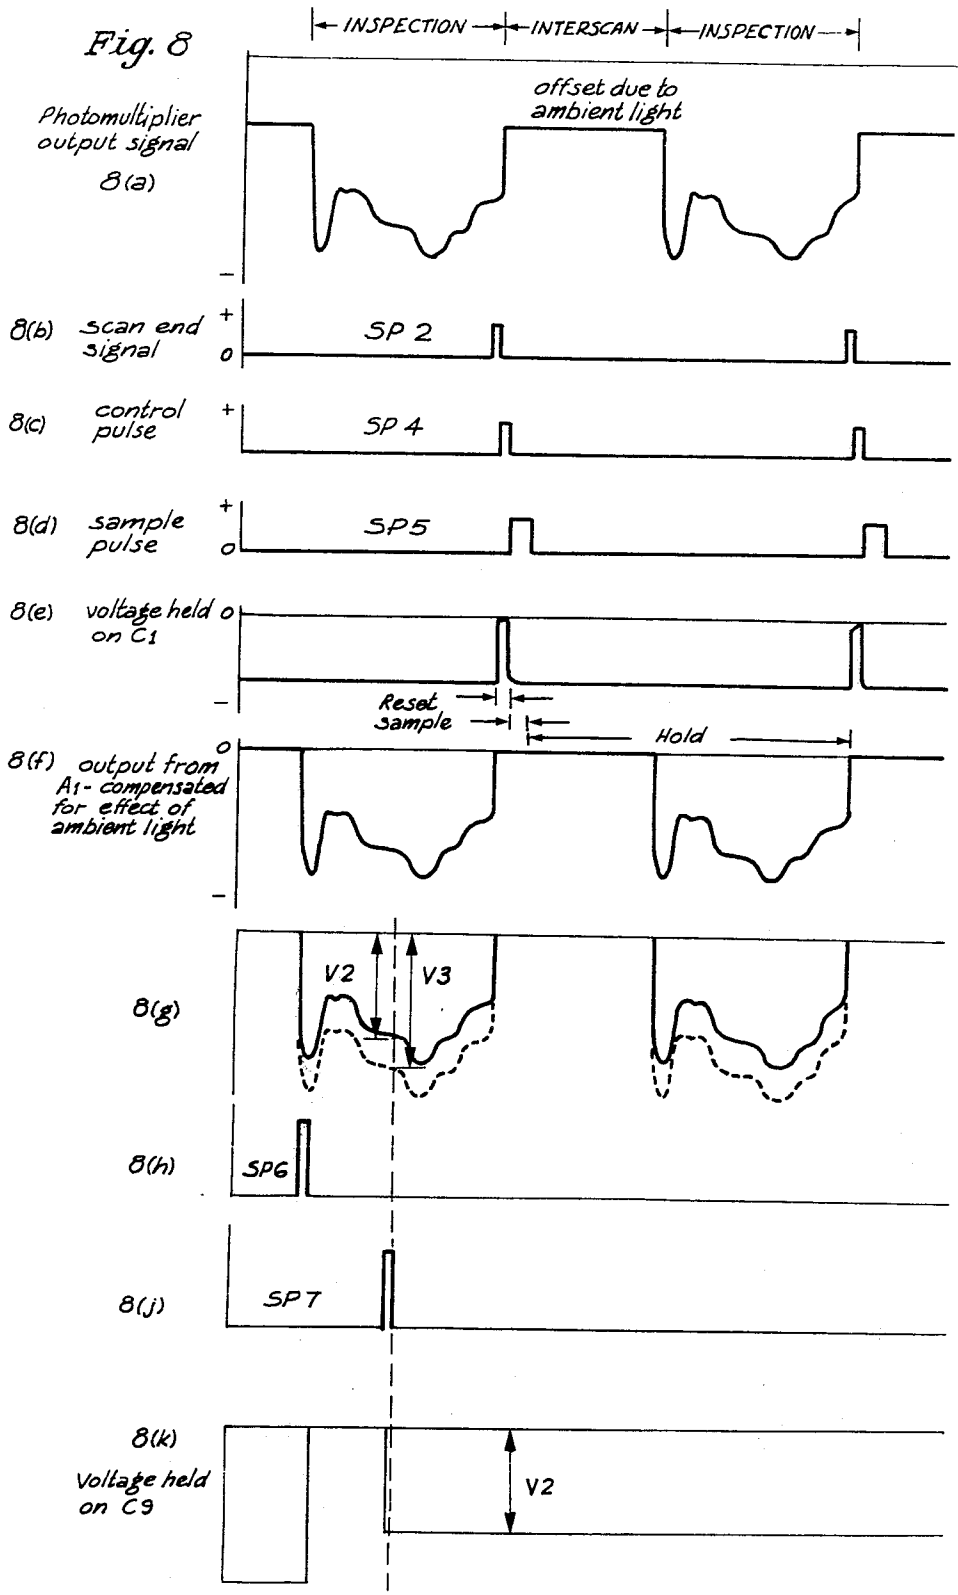 INSPECTION INTERSCAN INSPECTION
Fig. 8
offset due to
ambient light
Photomultiplier
output signal
8(a)
−
8(b) scan end
signal
+
0
SP 2
8(c) control
pulse
+
SP 4
8(d) sample
pulse
+
0
SP5
8(e) voltage held
on C1
0
−
Reset
sample
Hold
8(f) output from
A1- compensated
for effect of
ambient light
0
−
V2 V3
8(g)
8(h) SP6
8(j) SP7
8(k)
Voltage held
on C9
V2